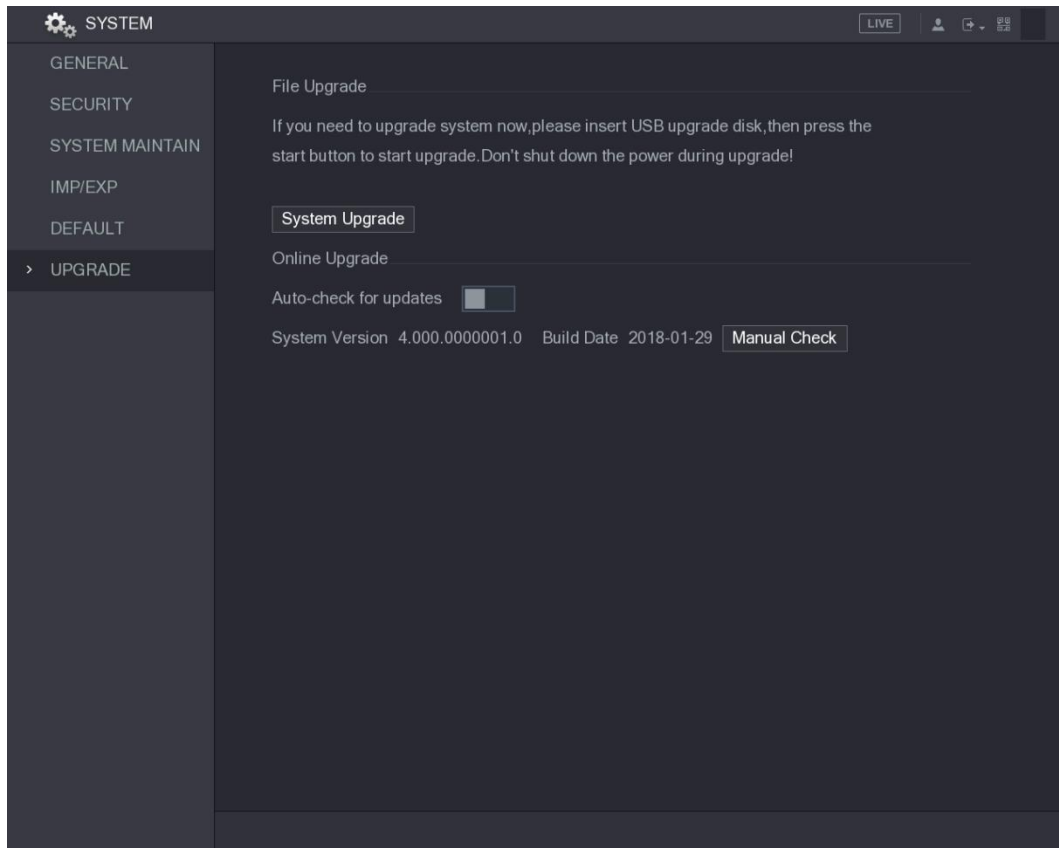 SYSTEM
LIVE
GENERAL
SECURITY
SYSTEM MAINTAIN
IMP/EXP
DEFAULT
UPGRADE
File Upgrade
If you need to upgrade system now,please insert USB upgrade disk,then press the
start button to start upgrade.Don't shut down the power during upgrade!
System Upgrade
Online Upgrade
Auto-check for updates
System Version 4.000.0000001.0 Build Date 2018-01-29 Manual Check